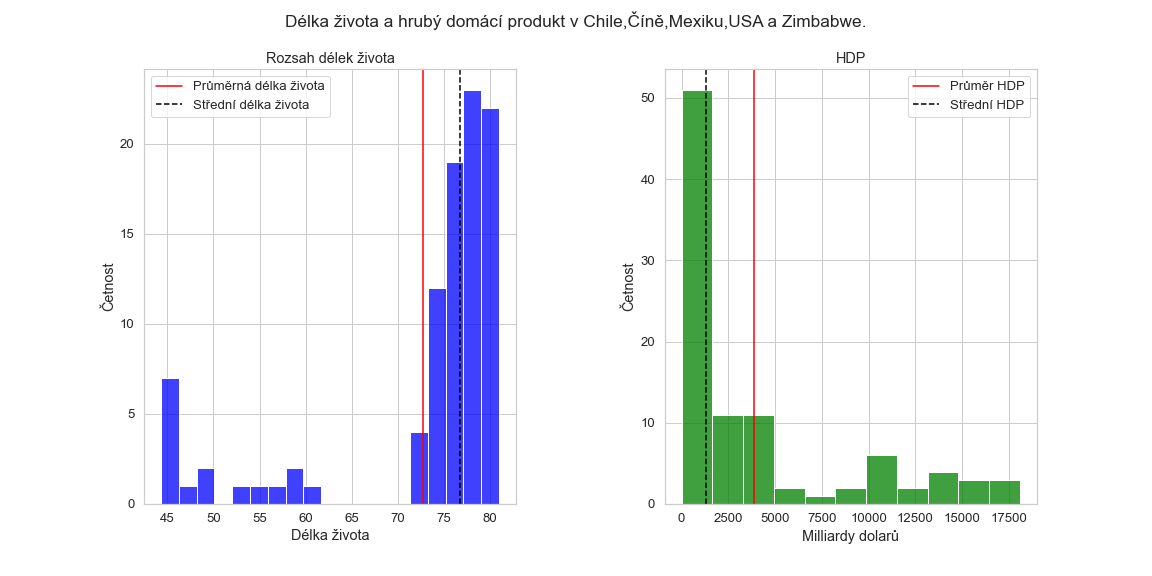 Délka života a hrubý domácí produkt v Chile,Číně,Mexiku,USA a Zimbabwe.
Rozsah délek života
Průměrná délka života
Střední délka života
Četnost
20
15
10
5
0
45 50 55 60 65 70 75 80
Délka života
HDP
Průměr HDP
Střední HDP
Četnost
50
40
30
20
10
0
0 2500 5000 7500 10000 12500 15000 17500
Milliardy dolarů